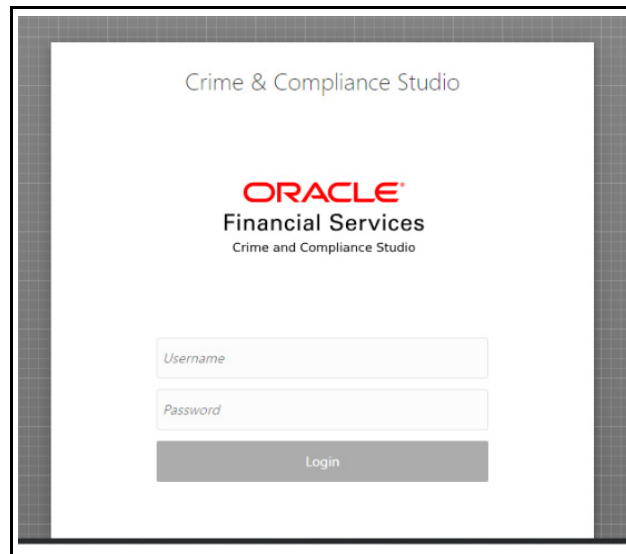 Crime & Compliance Studio
ORACLE®
Financial Services
Crime and Compliance Studio
Username
Password
Login